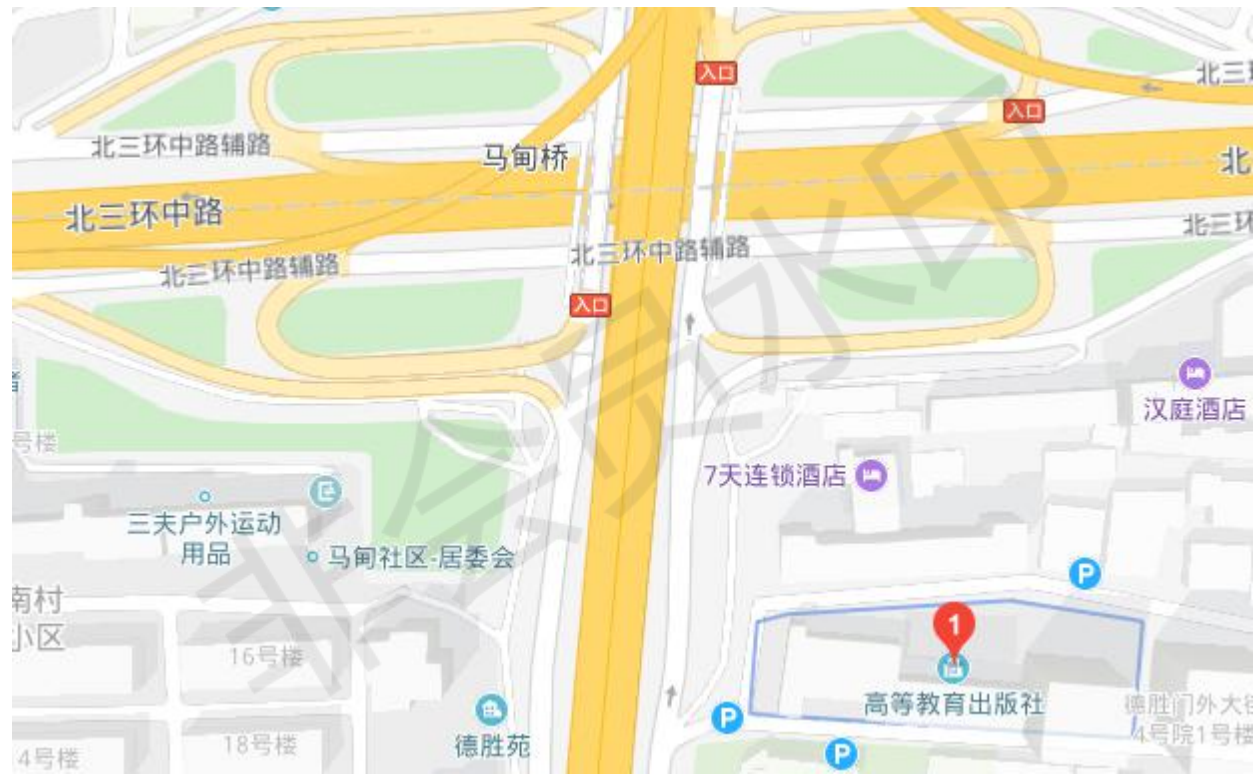 入口
北三环
入口
北三环中路辅路
马甸桥
北
北三环中路
北三环
北三环中路辅路
北三环中路辅路
入口
汉庭酒店
号楼
7天连锁酒店
三夫户外运动
用品
马甸社区-居委会
P
南村
小区
16号楼
1
高等教育出版社
德胜门外大街
4号院1号楼
P
德胜苑
18号楼
4号楼
P
非会员水印